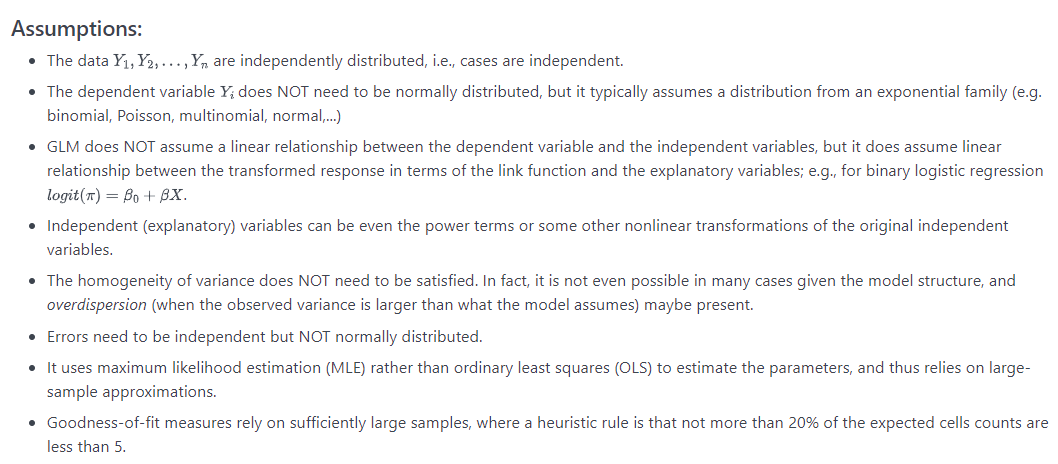 Assumptions:
• The data Y₁, Y₂, . . . , Yₙ are independently distributed, i.e., cases are independent.
• The dependent variable Yᵢ does NOT need to be normally distributed, but it typically assumes a distribution from an exponential family (e.g.
binomial, Poisson, multinomial, normal,...)
• GLM does NOT assume a linear relationship between the dependent variable and the independent variables, but it does assume linear
relationship between the transformed response in terms of the link function and the explanatory variables; e.g., for binary logistic regression
logit(π) = β₀ + βX.
• Independent (explanatory) variables can be even the power terms or some other nonlinear transformations of the original independent
variables.
• The homogeneity of variance does NOT need to be satisfied. In fact, it is not even possible in many cases given the model structure, and
overdispersion (when the observed variance is larger than what the model assumes) maybe present.
• Errors need to be independent but NOT normally distributed.
• It uses maximum likelihood estimation (MLE) rather than ordinary least squares (OLS) to estimate the parameters, and thus relies on large-
sample approximations.
• Goodness-of-fit measures rely on sufficiently large samples, where a heuristic rule is that not more than 20% of the expected cells counts are
less than 5.